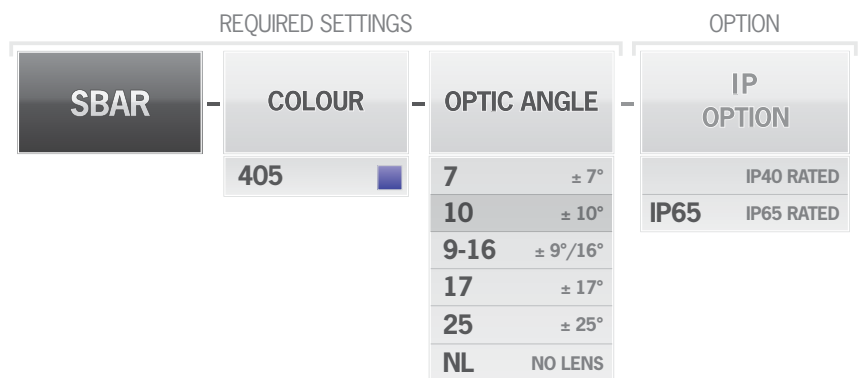 REQUIRED SETTINGS OPTION
SBAR - COLOUR - OPTIC ANGLE - IP
OPTION
405
7 ± 7°
10 ± 10°
9-16 ± 9°/16°
17 ± 17°
25 ± 25°
NL NO LENS
IP40 RATED
IP65 IP65 RATED